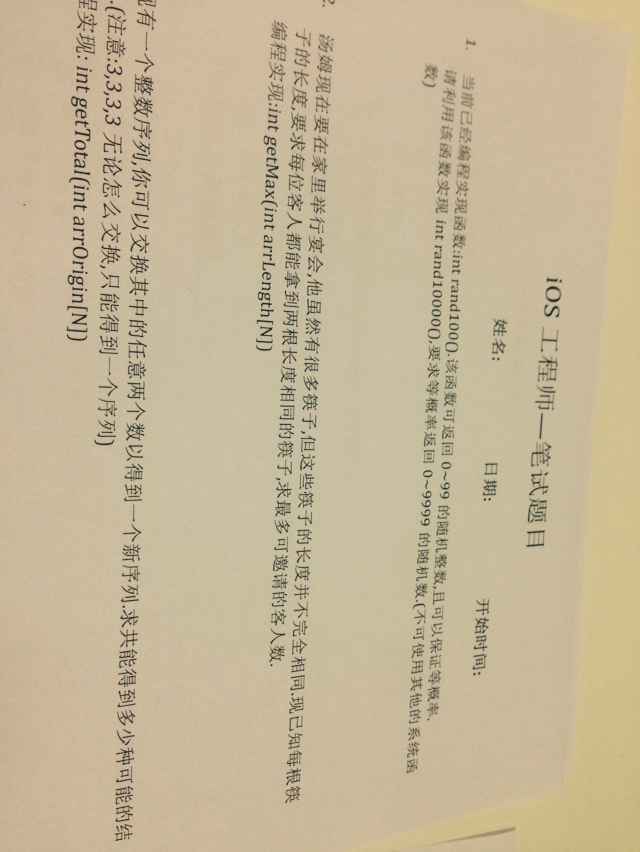 iOS 工程师—笔试题目
姓名: 日期: 开始时间:
1. 当前已经编程实现函数:int rand100().该函数可返回 0~99 的随机整数,且可以保证等概率.
请利用该函数实现 int rand10000(),要求等概率返回 0~9999 的随机数.(不可使用其他的系统函
数)
2. 汤姆现在要在家里举行宴会,他虽然有很多筷子,但这些筷子的长度并不完全相同.现已知每根筷
子的长度,要求每位客人都能拿到两根长度相同的筷子,求最多可邀请的客人数.
编程实现:int getMax(int arrLength[N])
现有一个整数序列,你可以交换其中的任意两个数以得到一个新序列.求共能得到多少种可能的结
.(注意:3,3,3,3 无论怎么交换,只能得到一个序列)
程实现: int getTotal(int arrOrigin[N])